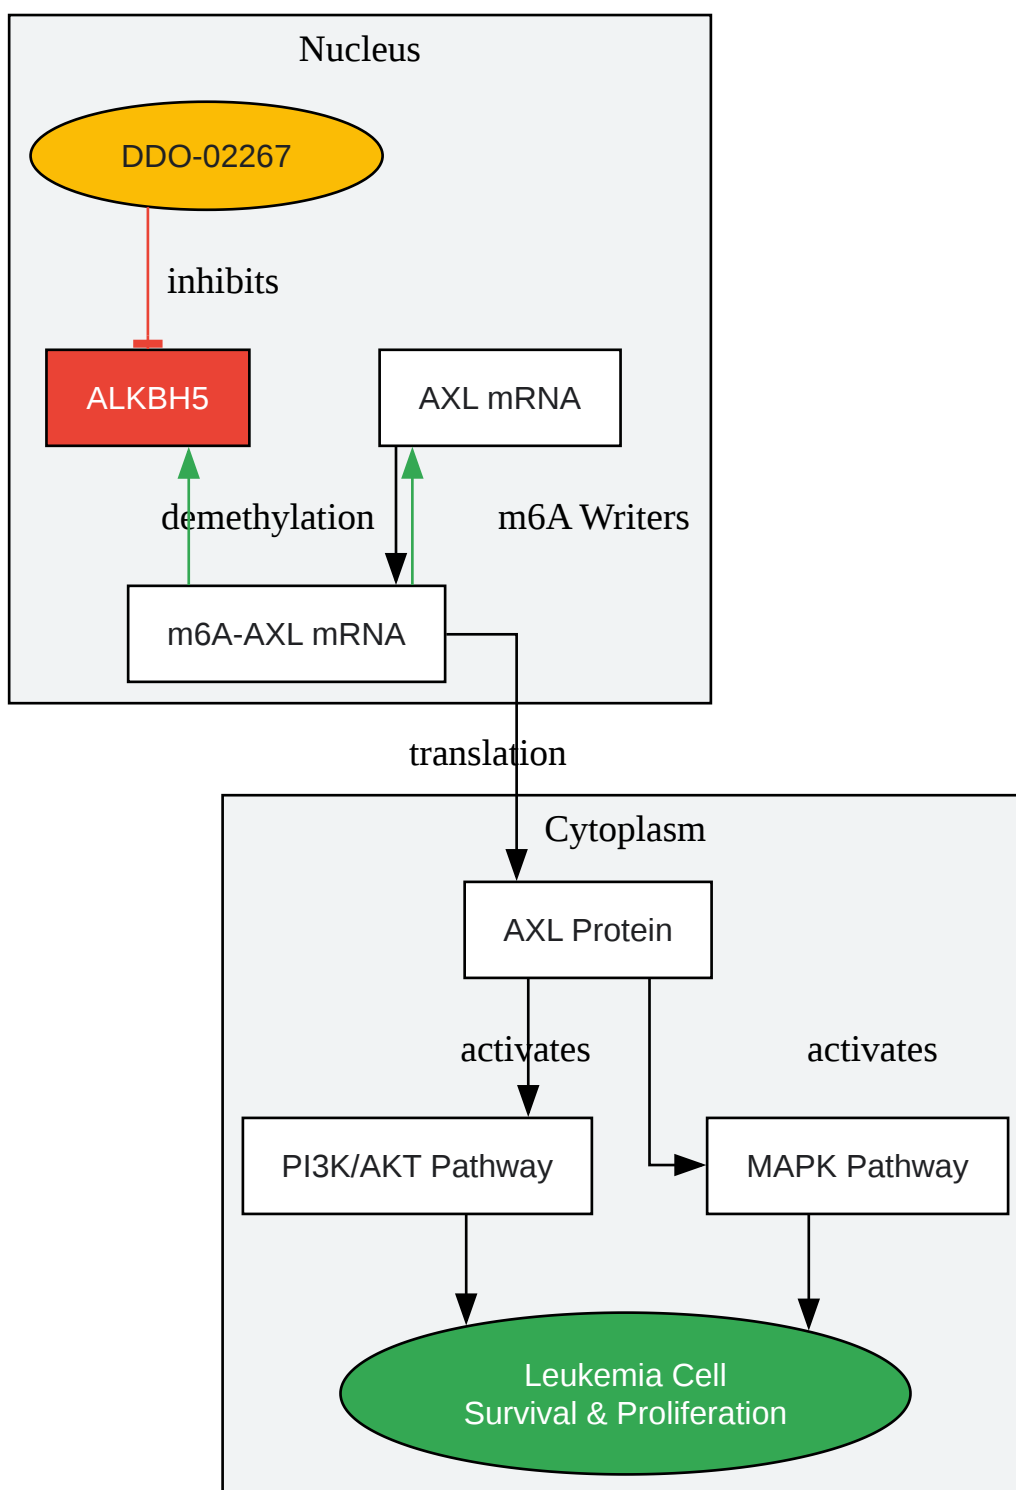 Nucleus
DDO-02267
inhibits
ALKBH5
AXL mRNA
demethylation
m6A Writers
m6A-AXL mRNA
translation
Cytoplasm
AXL Protein
activates
activates
PI3K/AKT Pathway
MAPK Pathway
Leukemia Cell
Survival & Proliferation